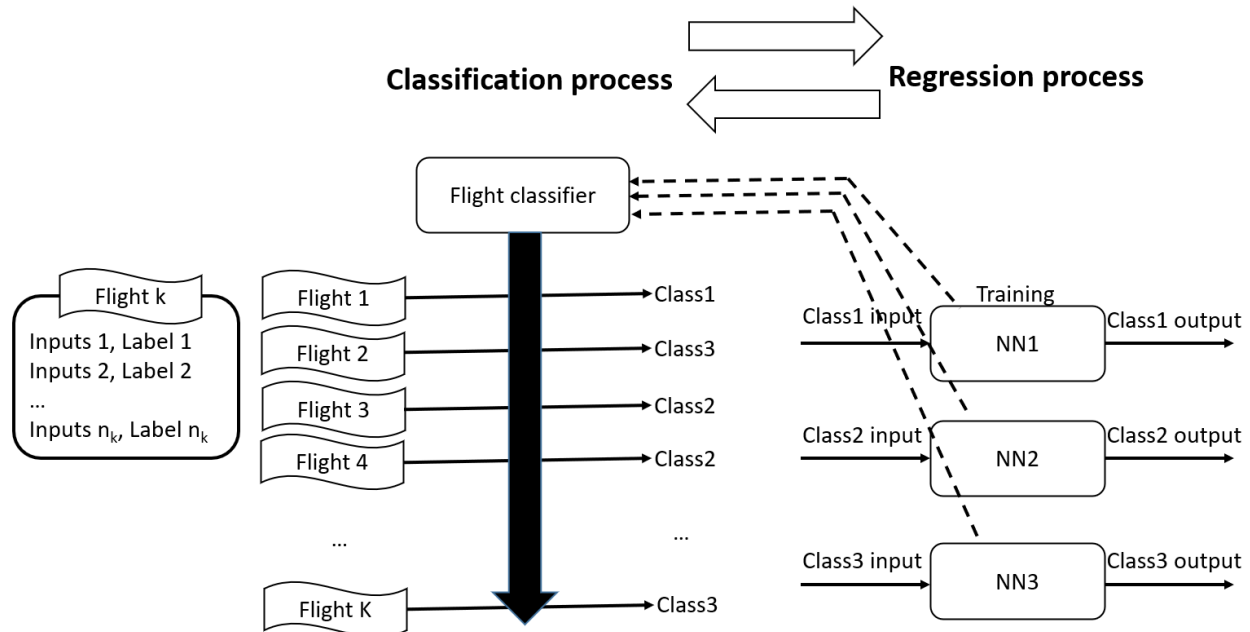 Classification process
Regression process
Flight classifier
Flight k
Inputs 1, Label 1
Inputs 2, Label 2
...
Inputs nk, Label nk
Flight 1
Class1
Flight 2
Class3
Flight 3
Class2
Flight 4
Class2
...
...
Flight K
Class3
Training
Class1 input
NN1
Class1 output
Class2 input
NN2
Class2 output
Class3 input
NN3
Class3 output